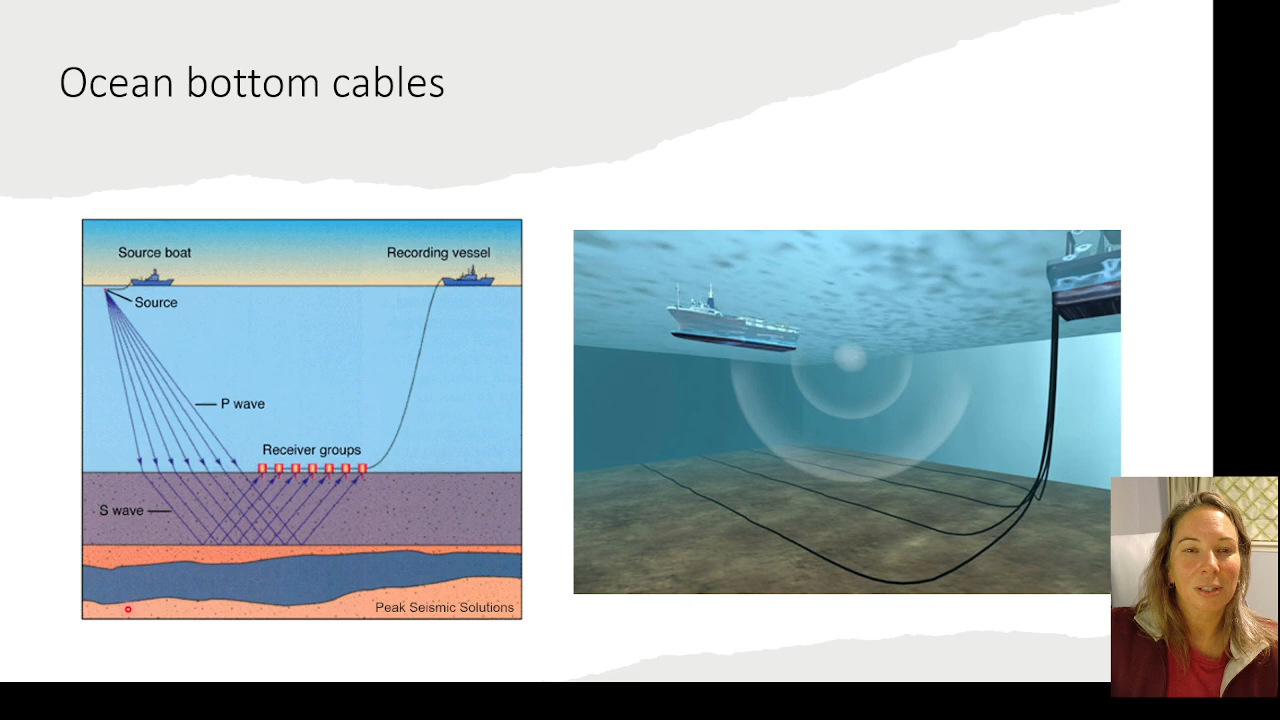 Ocean bottom cables
Source boat
Recording vessel
Source
P wave
Receiver groups
S wave
Peak Seismic Solutions